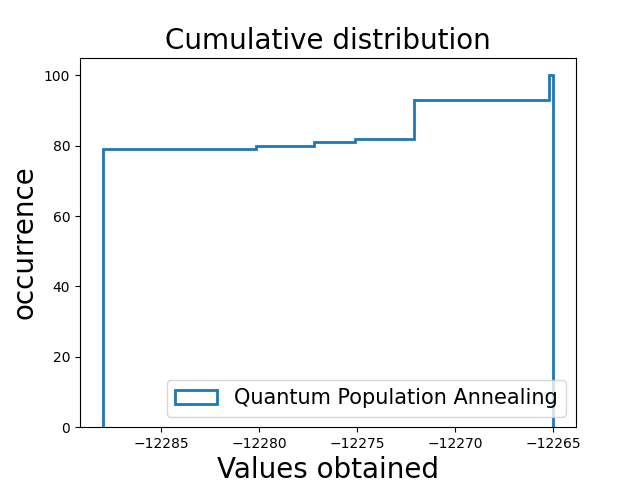 Cumulative distribution
occurrence
100
80
60
40
20
0
Quantum Population Annealing
−12285 −12280 −12275 −12270 −12265
Values obtained